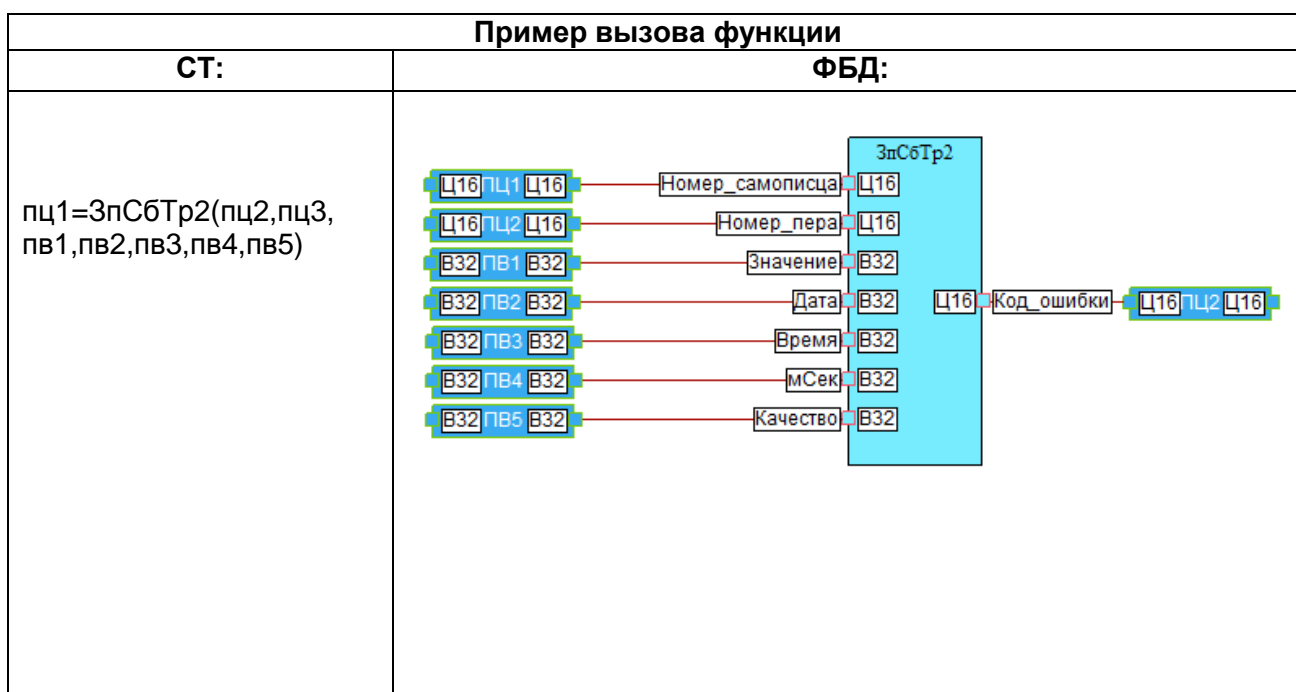 Пример вызова функции
СТ: ФБД:
пц1=ЗпСбТр2(пц2,пц3,
пв1,пв2,пв3,пв4,пв5)
ЗпСбТр2
Ц16 ПЦ1 Ц16 Номер_самописца Ц16
Ц16 ПЦ2 Ц16 Номер_пера Ц16
В32 ПВ1 В32 Значение В32
В32 ПВ2 В32 Дата В32 Ц16 Код_ошибки Ц16 ПЦ2 Ц16
В32 ПВ3 В32 Время В32
В32 ПВ4 В32 мСек В32
В32 ПВ5 В32 Качество В32